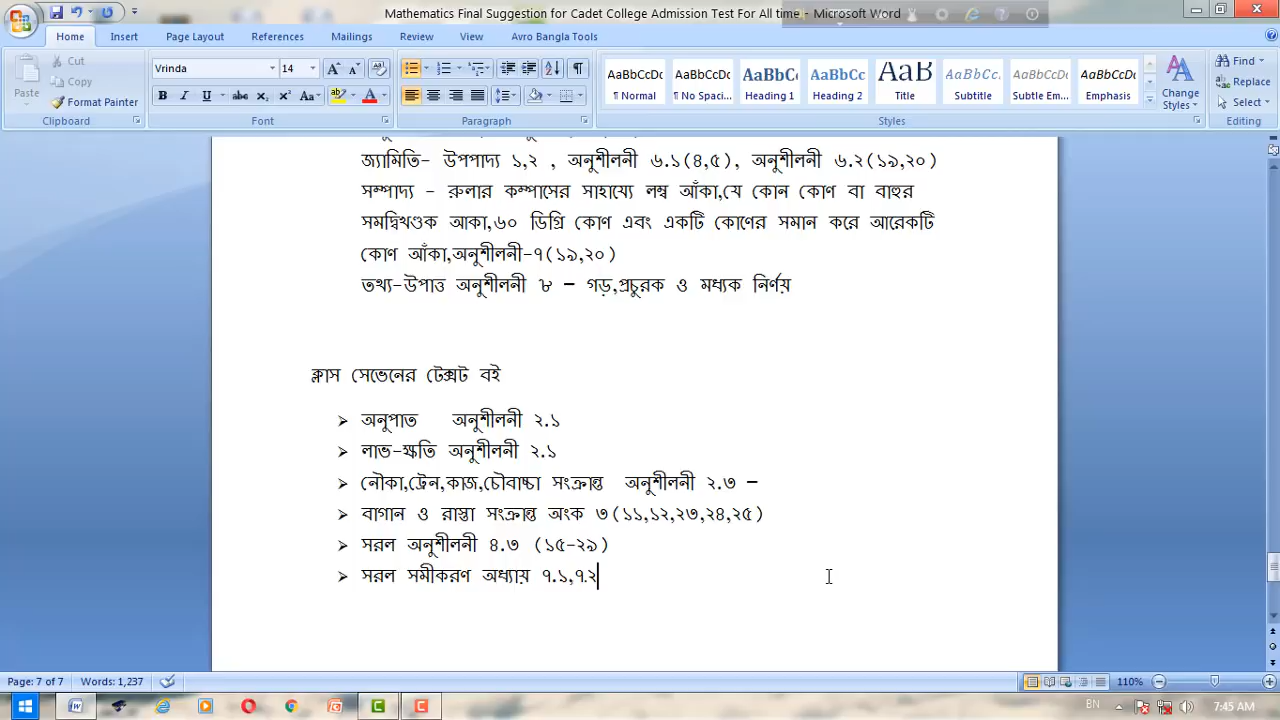 Mathematics Final Suggestion for Cadet College Admission Test For All time - Microsoft Word
Home Insert Page Layout References Mailings Review View Avro Bangla Tools
Paste
Cut
Copy
Format Painter
Clipboard
Vrinda 14
B I U abc x₂ x² Aa A
Font
Paragraph
AaBbCcDc AaBbCcDc AaBbC AaBbCc AaB AaBbCc. AaBbCcDc AaBbCcDc
¶ Normal ¶ No Spaci... Heading 1 Heading 2 Title Subtitle Subtle Em... Emphasis
Styles
Change Styles
Find
Replace
Select
Editing
জ্যামিতি- উপপাদ্য ১,২ , অনুশীলনী ৬.১(৪,৫), অনুশীলনী ৬.২(১৯,২০)
সম্পাদ্য - রুলার কম্পাসের সাহায্যে লম্ব আঁকা,যে কোন কোণ বা বাহুর
সমদ্বিখণ্ডক আকা,৬০ ডিগ্রি কোণ এবং একটি কোণের সমান করে আরেকটি
কোণ আঁকা,অনুশীলনী-৭(১৯,২০)
তথ্য-উপাত্ত অনুশীলনী ৮ – গড়,প্রচুরক ও মধ্যক নির্ণয়
ক্লাস সেভেনের টেক্সট বই
➢ অনুপাত অনুশীলনী ২.১
➢ লাভ-ক্ষতি অনুশীলনী ২.১
➢ নৌকা,ট্রেন,কাজ,চৌবাচ্চা সংক্রান্ত অনুশীলনী ২.৩ –
➢ বাগান ও রাস্তা সংক্রান্ত অংক ৩(১১,১২,২৩,২৪,২৫)
➢ সরল অনুশীলনী ৪.৩ (১৫-২৯)
➢ সরল সমীকরণ অধ্যায় ৭.১,৭.২
Page: 7 of 7 Words: 1,237 110%
BN 7:45 AM